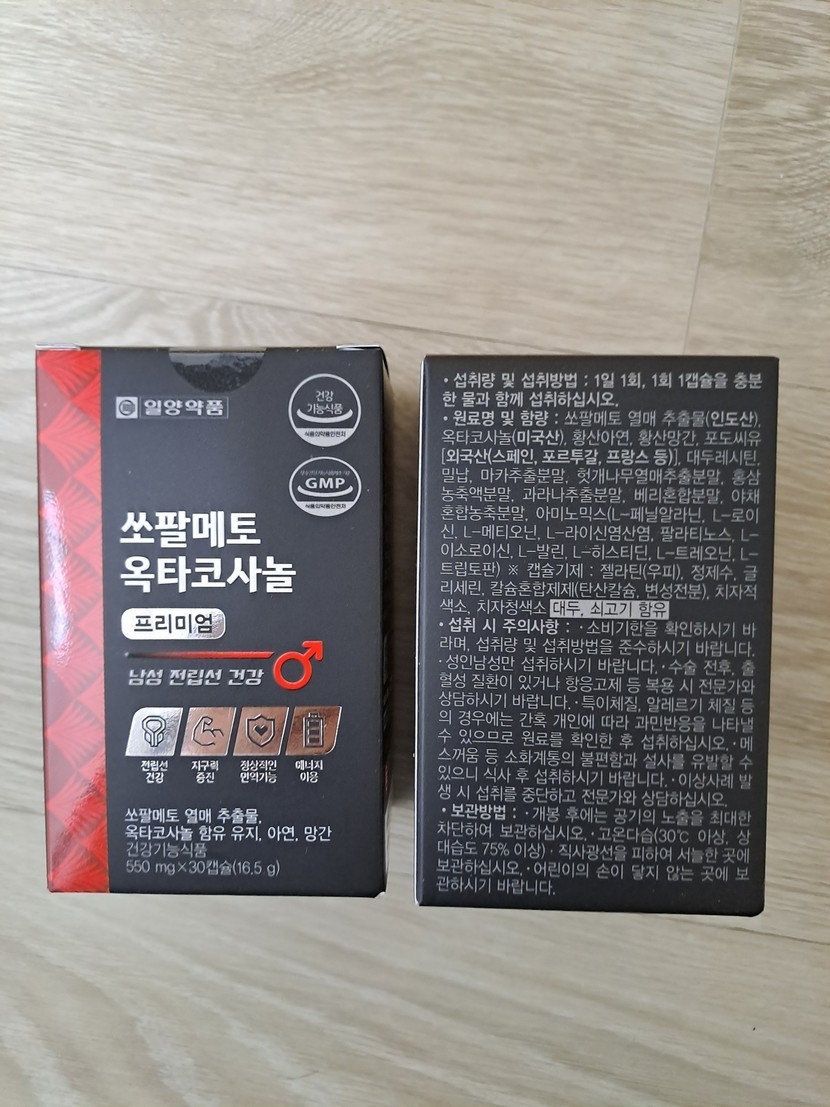 일양약품
건강
기능식품
식품의약품안전처
GMP
식품의약품안전처
쏘팔메토
옥타코사놀
프리미엄
남성 전립선 건강
전립선
건강
지구력
증진
정상적인
면역기능
에너지
이용
쏘팔메토 열매 추출물,
옥타코사놀 함유 유지, 아연, 망간
건강기능식품
550 mg×30캡슐(16.5 g)
• 섭취량 및 섭취방법 : 1일 1회, 1회 1캡슐을 충분
한 물과 함께 섭취하십시오.
• 원료명 및 함량 : 쏘팔메토 열매 추출물(인도산),
옥타코사놀(미국산), 황산아연, 황산망간, 포도씨유
[외국산(스페인, 포르투갈, 프랑스 등)], 대두레시틴,
밀납, 마카추출분말, 헛개나무열매추출분말, 홍삼
농축액분말, 과라나추출분말, 베리혼합분말, 야채
혼합농축분말, 아미노믹스(L-페닐알라닌, L-로이
신, L-메티오닌, L-라이신염산염, 팔라티노스, L-
이소로이신, L-발린, L-히스티딘, L-트레오닌, L-
트립토판) ※ 캡슐기제 : 젤라틴(우피), 정제수, 글
리세린, 칼슘혼합제제(탄산칼슘, 변성전분), 치자적
색소, 치자청색소 대두, 쇠고기 함유
• 섭취 시 주의사항 : ·소비기한을 확인하시기 바
라며, 섭취량 및 섭취방법을 준수하시기 바랍니다.
·성인남성만 섭취하시기 바랍니다. ·수술 전후, 출
혈성 질환이 있거나 항응고제 등 복용 시 전문가와
상담하시기 바랍니다. ·특이체질, 알레르기 체질 등
의 경우에는 간혹 개인에 따라 과민반응을 나타낼
수 있으므로 원료를 확인한 후 섭취하십시오. ·메
스꺼움 등 소화계통의 불편함과 설사를 유발할 수
있으니 식사 후 섭취하시기 바랍니다. ·이상사례 발
생 시 섭취를 중단하고 전문가와 상담하십시오.
• 보관방법 : ·개봉 후에는 공기의 노출을 최대한
차단하여 보관하십시오. ·고온다습(30℃ 이상, 상
대습도 75% 이상) · 직사광선을 피하여 서늘한 곳에
보관하십시오. ·어린이의 손이 닿지 않는 곳에 보
관하시기 바랍니다.